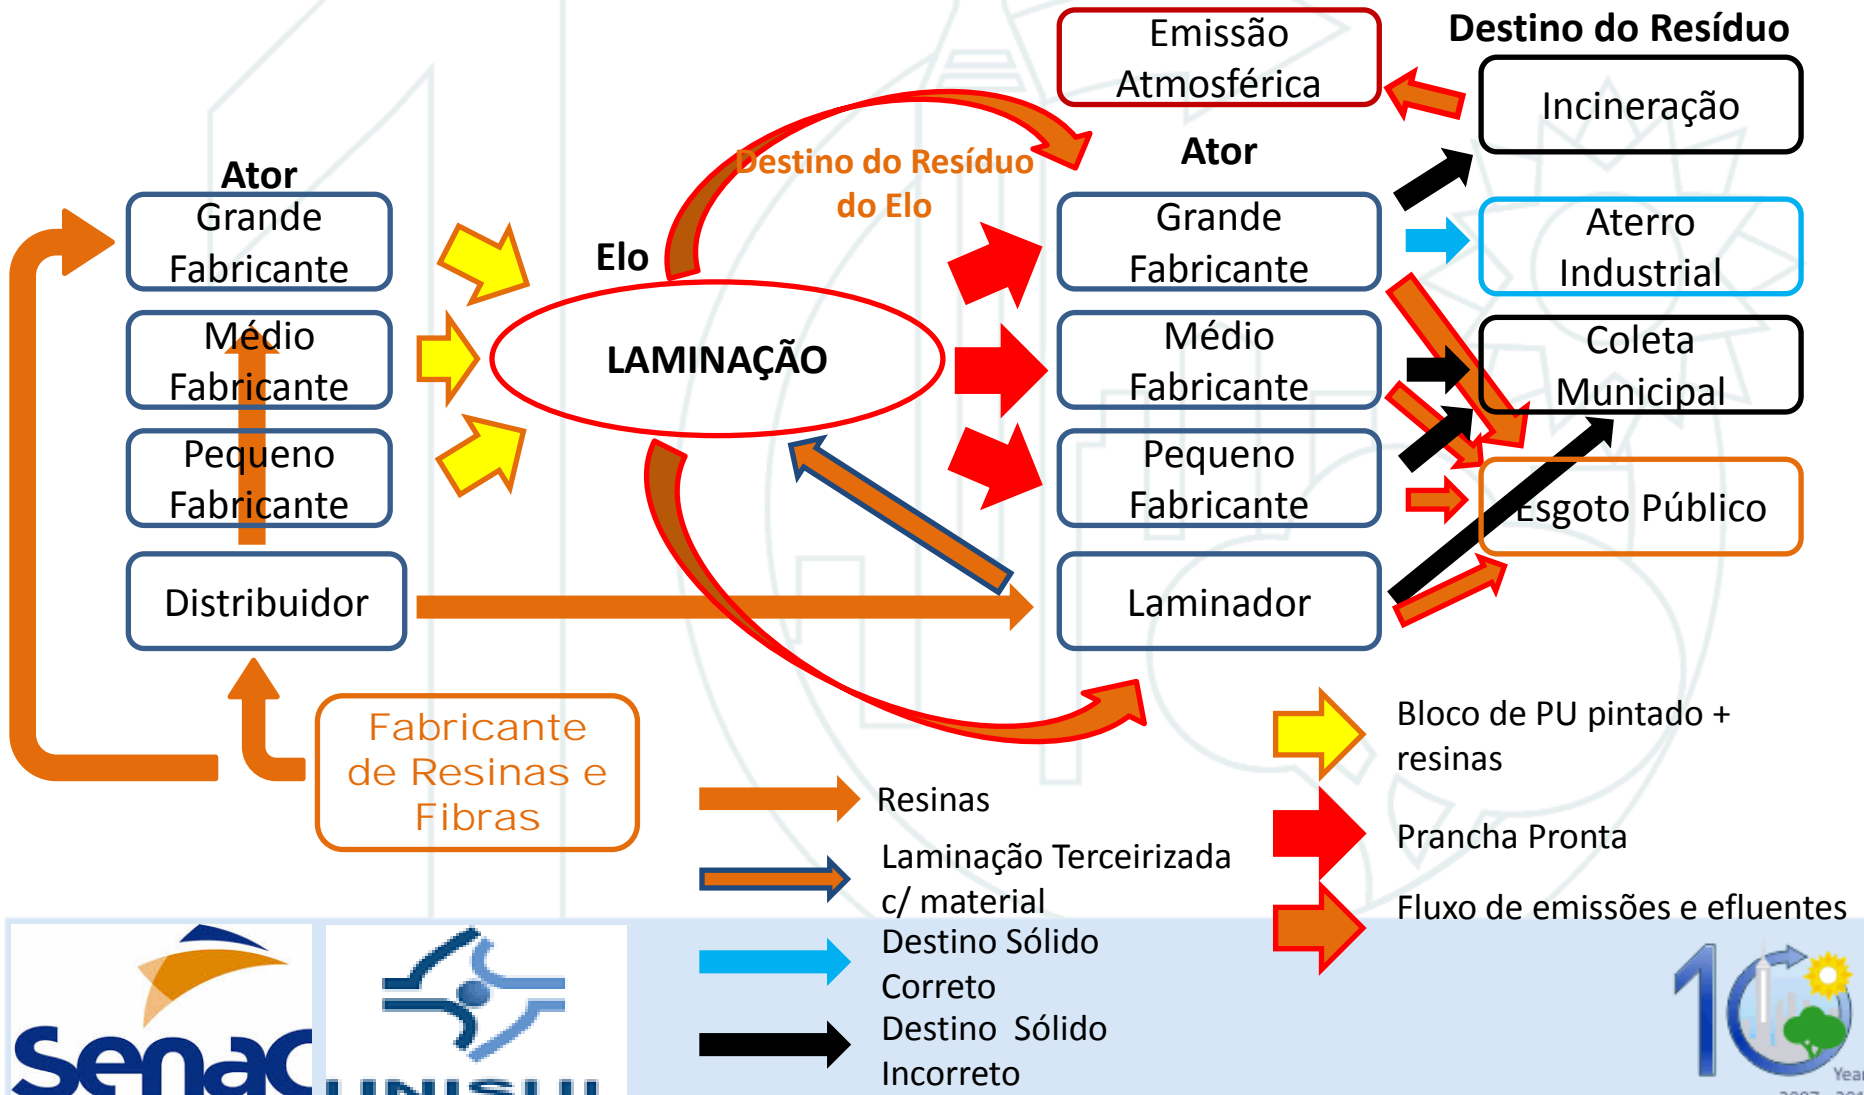 Emissão
Atmosférica
Destino do Resíduo
Incineração
Ator
Grande
Fabricante
Médio
Fabricante
Pequeno
Fabricante
Distribuidor
Fabricante
de Resinas e
Fibras
Elo
LAMINAÇÃO
Destino do Resíduo
do Elo
Ator
Grande
Fabricante
Médio
Fabricante
Pequeno
Fabricante
Laminador
Aterro
Industrial
Coleta
Municipal
Esgoto Público
Resinas
Laminação Terceirizada
c/ material
Destino Sólido
Correto
Destino Sólido
Incorreto
Bloco de PU pintado +
resinas
Prancha Pronta
Fluxo de emissões e efluentes
Senac
UNISUL
10
Year